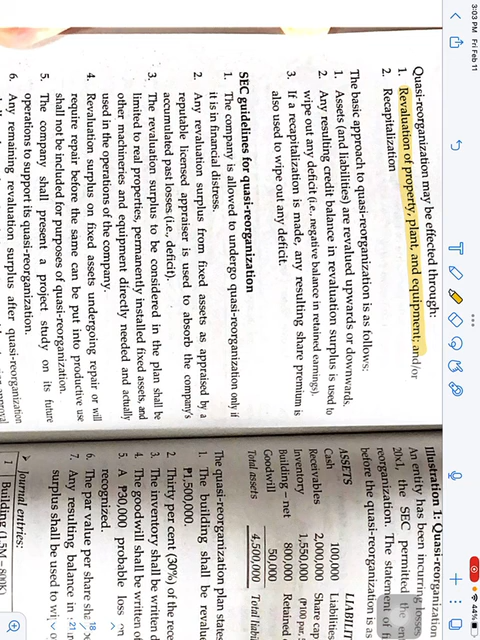 3:03 PM Fri Feb 11
44%
Quasi-reorganization may be effected through:
1. Revaluation of property, plant, and equipment; and/or
2. Recapitalization
The basic approach to quasi-reorganization is as follows:
1. Assets (and liabilities) are revalued upwards or downwards.
2. Any resulting credit balance in revaluation surplus is used to
wipe out any deficit (i.e., negative balance in retained earnings).
3. If a recapitalization is made, any resulting share premium is
also used to wipe out any deficit.
SEC guidelines for quasi-reorganization
1. The company is allowed to undergo quasi-reorganization only if
it is in financial distress.
2. Any revaluation surplus from fixed assets as appraised by a
reputable licensed appraiser is used to absorb the company's
accumulated past losses (i.e., deficit).
3. The revaluation surplus to be considered in the plan shall be
limited to real properties, permanently installed fixed assets, and
other machineries and equipment directly needed and actually
used in the operations of the company.
4. Revaluation surplus on fixed assets undergoing repair or will
require repair before the same can be put into productive use
shall not be included for purposes of quasi-reorganization.
5. The company shall present a project study on its future
operations to support its quasi-reorganization.
6. Any remaining revaluation surplus after quasi-reorganization
Illustration 1: Quasi-reorganization
An entity has been incurring losses
20x1, the SEC permitted the
reorganization. The statement of
before the quasi-reorganization is as
ASSETS LIABILI
Cash 100,000 Liabilities
Receivables 2,000,000 Share cap
Inventory 1,550,000 (₱100 par,
Building – net 800,000 Retained
Goodwill 50,000
Total assets 4,500,000 Total liabi
The quasi-reorganization plan states
1. The building shall be revalue
₱1,500,000.
2. Thirty per cent (30%) of the rece
3. The inventory shall be written d
4. The goodwill shall be written of
5. A ₱30,000 probable loss
recognized.
6. The par value per share sha
7. Any resulting balance in
surplus shall be used to wi
Journal entries:
1 Building (1.5M – 800K)